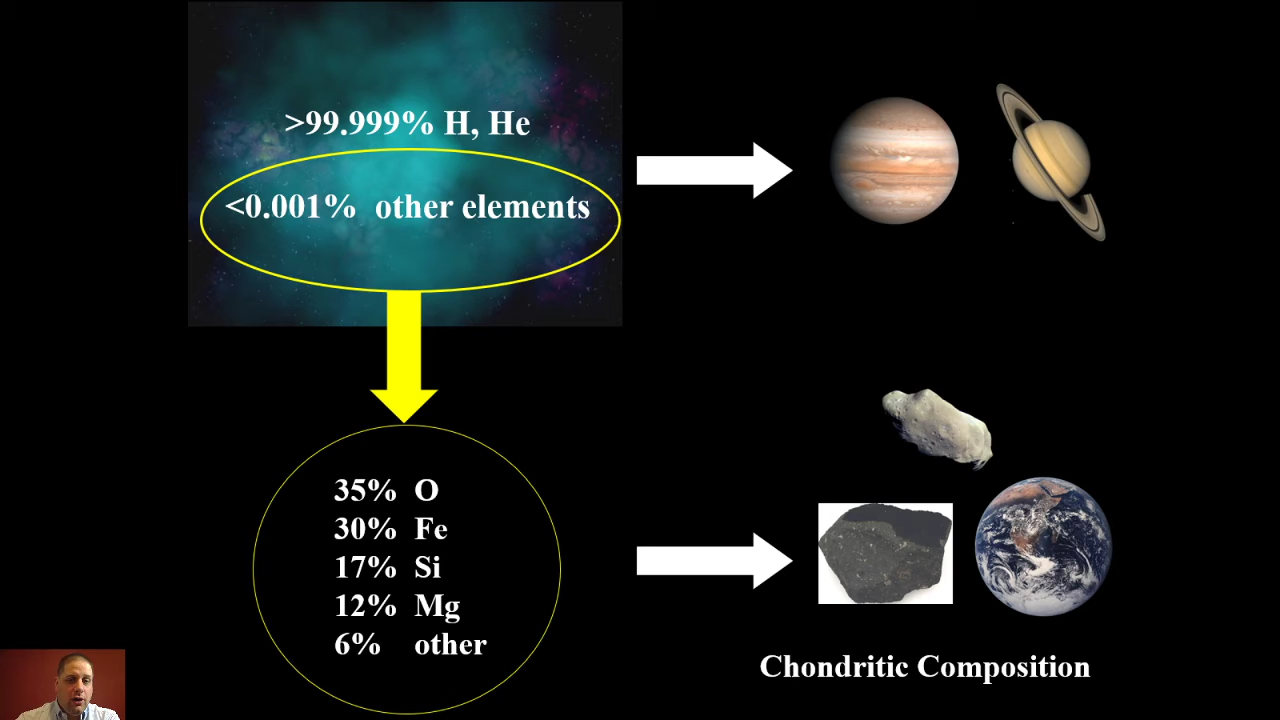 >99.999% H, He
<0.001% other elements
35% O
30% Fe
17% Si
12% Mg
6% other
Chondritic Composition